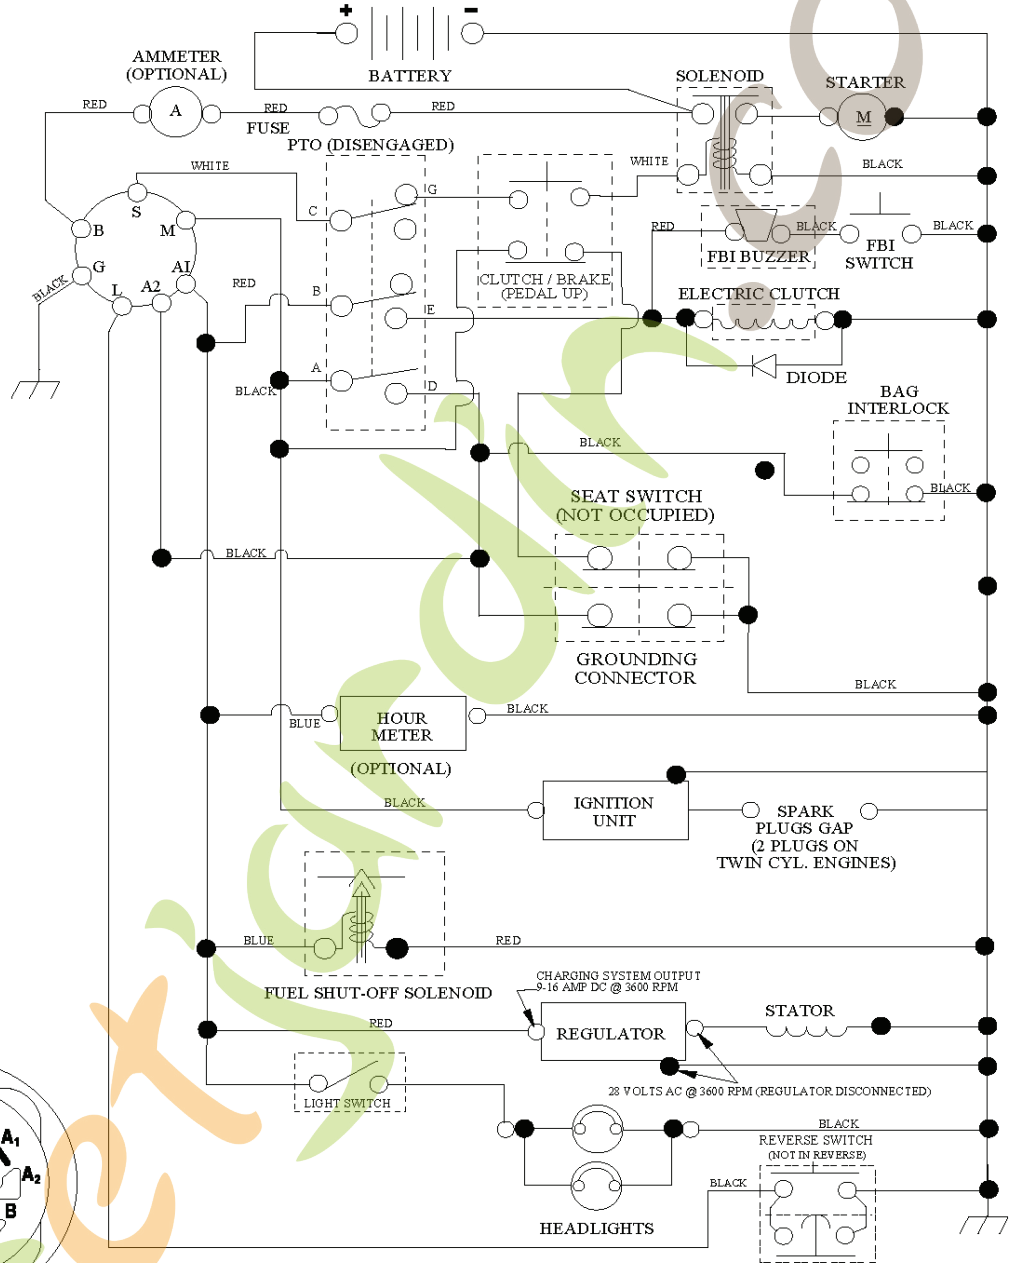 +
−
BATTERY
AMMETER
(OPTIONAL)
A
RED
RED
FUSE
RED
SOLENOID
STARTER
M
PTO (DISENGAGED)
WHITE
WHITE
BLACK
S
B
M
G
A1
A2
L
BLACK
C
G
B
E
A
D
RED
BLACK
CLUTCH / BRAKE
(PEDAL UP)
RED
BLACK
BLACK
FBI BUZZER
FBI
SWITCH
ELECTRIC CLUTCH
DIODE
BAG
INTERLOCK
BLACK
BLACK
SEAT SWITCH
(NOT OCCUPIED)
BLACK
GROUNDING
CONNECTOR
BLACK
BLUE
HOUR
METER
BLACK
(OPTIONAL)
BLACK
IGNITION
UNIT
SPARK
PLUGS GAP
(2 PLUGS ON
TWIN CYL. ENGINES)
BLUE
RED
FUEL SHUT-OFF SOLENOID
CHARGING SYSTEM OUTPUT
9-16 AMP DC @ 3600 RPM
RED
REGULATOR
STATOR
28 VOLTS AC @ 3600 RPM (REGULATOR DISCONNECTED)
LIGHT SWITCH
BLACK
REVERSE SWITCH
(NOT IN REVERSE)
BLACK
HEADLIGHTS
A1
A2
B